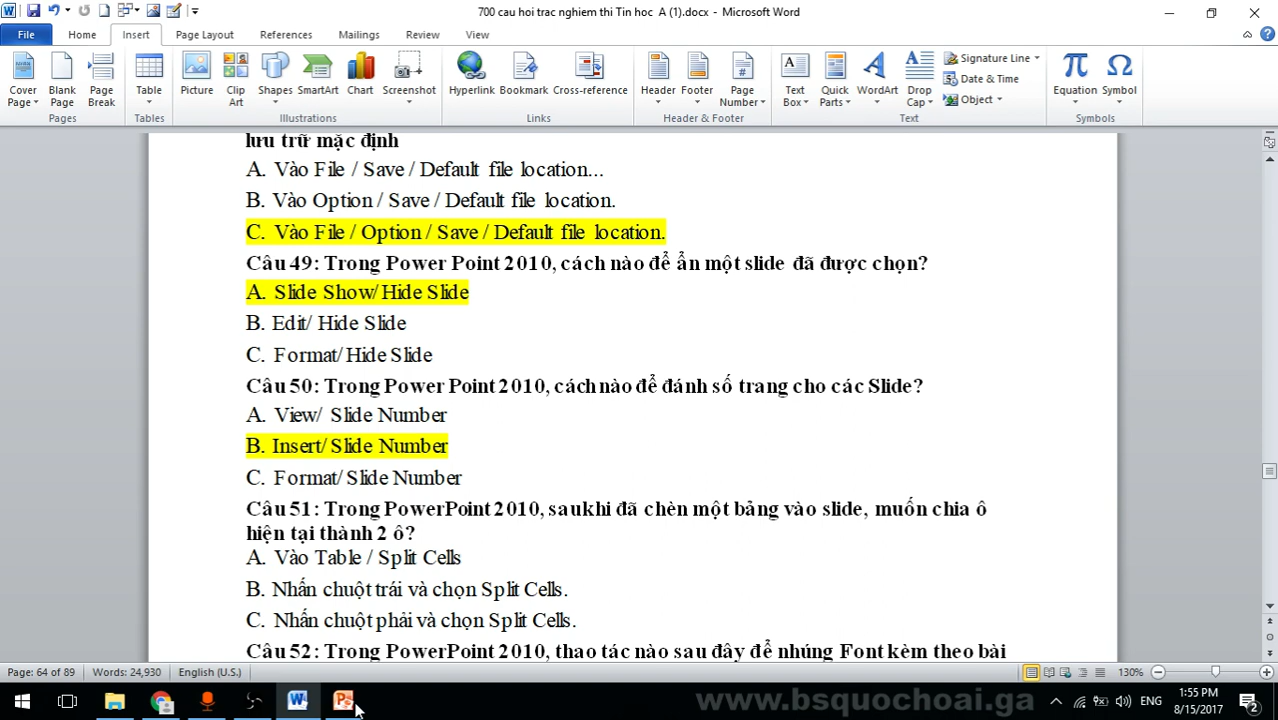 700 cau hoi trac nghiem thi Tin hoc A (1).docx - Microsoft Word
File Home Insert Page Layout References Mailings Review View
Cover Page Blank Page Page Break Table Picture Clip Art Shapes SmartArt Chart Screenshot Hyperlink Bookmark Cross-reference Header Footer Page Number Text Box Quick Parts WordArt Drop Cap Signature Line Date & Time Object Equation Symbol
Pages Tables Illustrations Links Header & Footer Text Symbols
lưu trữ mặc định
A. Vào File / Save / Default file location...
B. Vào Option / Save / Default file location.
C. Vào File / Option / Save / Default file location.
Câu 49: Trong Power Point 2010, cách nào để ẩn một slide đã được chọn?
A. Slide Show/ Hide Slide
B. Edit/ Hide Slide
C. Format/ Hide Slide
Câu 50: Trong Power Point 2010, cách nào để đánh số trang cho các Slide?
A. View/ Slide Number
B. Insert/ Slide Number
C. Format/ Slide Number
Câu 51: Trong PowerPoint 2010, sau khi đã chèn một bảng vào slide, muốn chia ô
hiện tại thành 2 ô?
A. Vào Table / Split Cells
B. Nhấn chuột trái và chọn Split Cells.
C. Nhấn chuột phải và chọn Split Cells.
Câu 52: Trong PowerPoint 2010, thao tác nào sau đây để nhúng Font kèm theo bài
Page: 64 of 89 Words: 24,930 English (U.S.) 130%
www.bsquochoai.ga
ENG 1:55 PM
8/15/2017 2